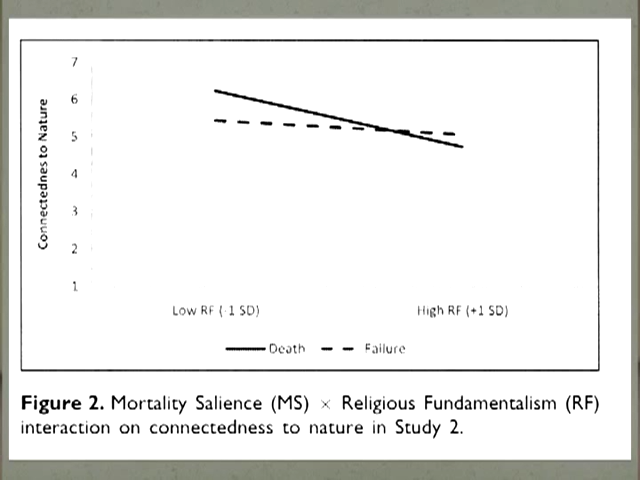 7
6
5
4
3
2
1
Connectednes to Nature
Low RF (-1 SD) High RF (+1 SD)
Death Failure
Figure 2. Mortality Salience (MS) × Religious Fundamentalism (RF)
interaction on connectedness to nature in Study 2.